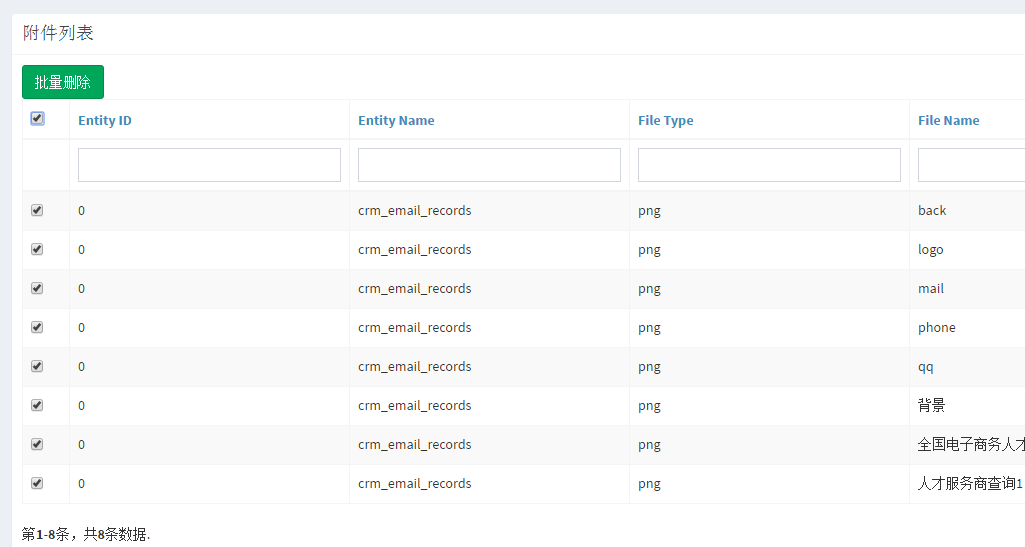 附件列表
批量删除
Entity ID Entity Name File Type File Name
0 crm_email_records png back
0 crm_email_records png logo
0 crm_email_records png mail
0 crm_email_records png phone
0 crm_email_records png qq
0 crm_email_records png 背景
0 crm_email_records png 全国电子商务人才
0 crm_email_records png 人才服务商查询1
第1-8条，共8条数据.